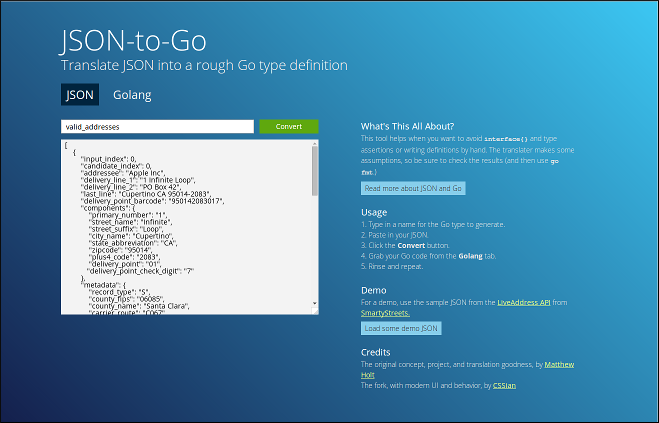 JSON-to-Go
Translate JSON into a rough Go type definition
JSON
Golang
valid_addresses
Convert
[
{
"input_index": 0,
"candidate_index": 0,
"addressee": "Apple Inc",
"delivery_line_1": "1 Infinite Loop",
"delivery_line_2": "PO Box 42",
"last_line": "Cupertino CA 95014-2083",
"delivery_point_barcode": "950142083017",
"components": {
"primary_number": "1",
"street_name": "Infinite",
"street_suffix": "Loop",
"city_name": "Cupertino",
"state_abbreviation": "CA",
"zipcode": "95014",
"plus4_code": "2083",
"delivery_point": "01",
"delivery_point_check_digit": "7"
},
"metadata": {
"record_type": "S",
"county_fips": "06085",
"county_name": "Santa Clara",
"carrier_route": "C067",
What's This All About?
This tool helps when you want to avoid interface{} and type
assertions or writing definitions by hand. The translater makes some
assumptions, so be sure to check the results (and then use go
fmt.)
Read more about JSON and Go
Usage
1. Type in a name for the Go type to generate.
2. Paste in your JSON
3. Click the Convert button.
4. Grab your Go code from the Golang tab.
5. Rinse and repeat.
Demo
For a demo, use the sample JSON from the LiveAddress API from
SmartyStreets.
Load some demo JSON
Credits
The original concept, project, and translation goodness, by Matthew
Holt
The fork, with modern UI and behavior, by CSSian